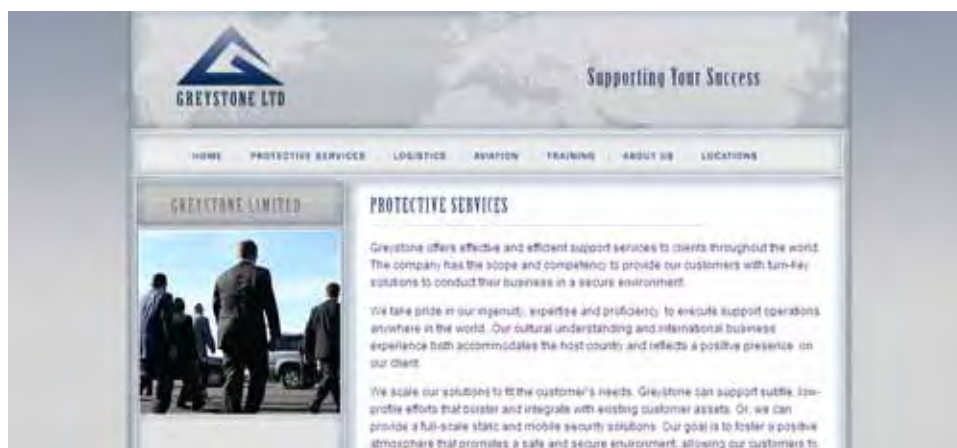 GREYSTONE LTD
Supporting Your Success
HOME PROTECTIVE SERVICES LOGISTICS AVIATION TRAINING ABOUT US LOCATIONS
GREYSTONE LIMITED
PROTECTIVE SERVICES
Greystone offers effective and efficient support services to clients throughout the world.
The company has the scope and competency to provide our customers with turn-key
solutions to conduct their business in a secure environment.
We take pride in our ingenuity, expertise and proficiency to execute support operations
anywhere in the world. Our cultural understanding and international business
experience both accommodates the host country and reflects a positive presence on
our client.
We scale our solutions to fit the customer's needs. Greystone can support subtle, low-
profile efforts that bolster and integrate with existing customer assets. Or, we can
provide a full-scale static and mobile security solutions. Our goal is to foster a positive
atmosphere that promotes a safe and secure environment, allowing our customers to